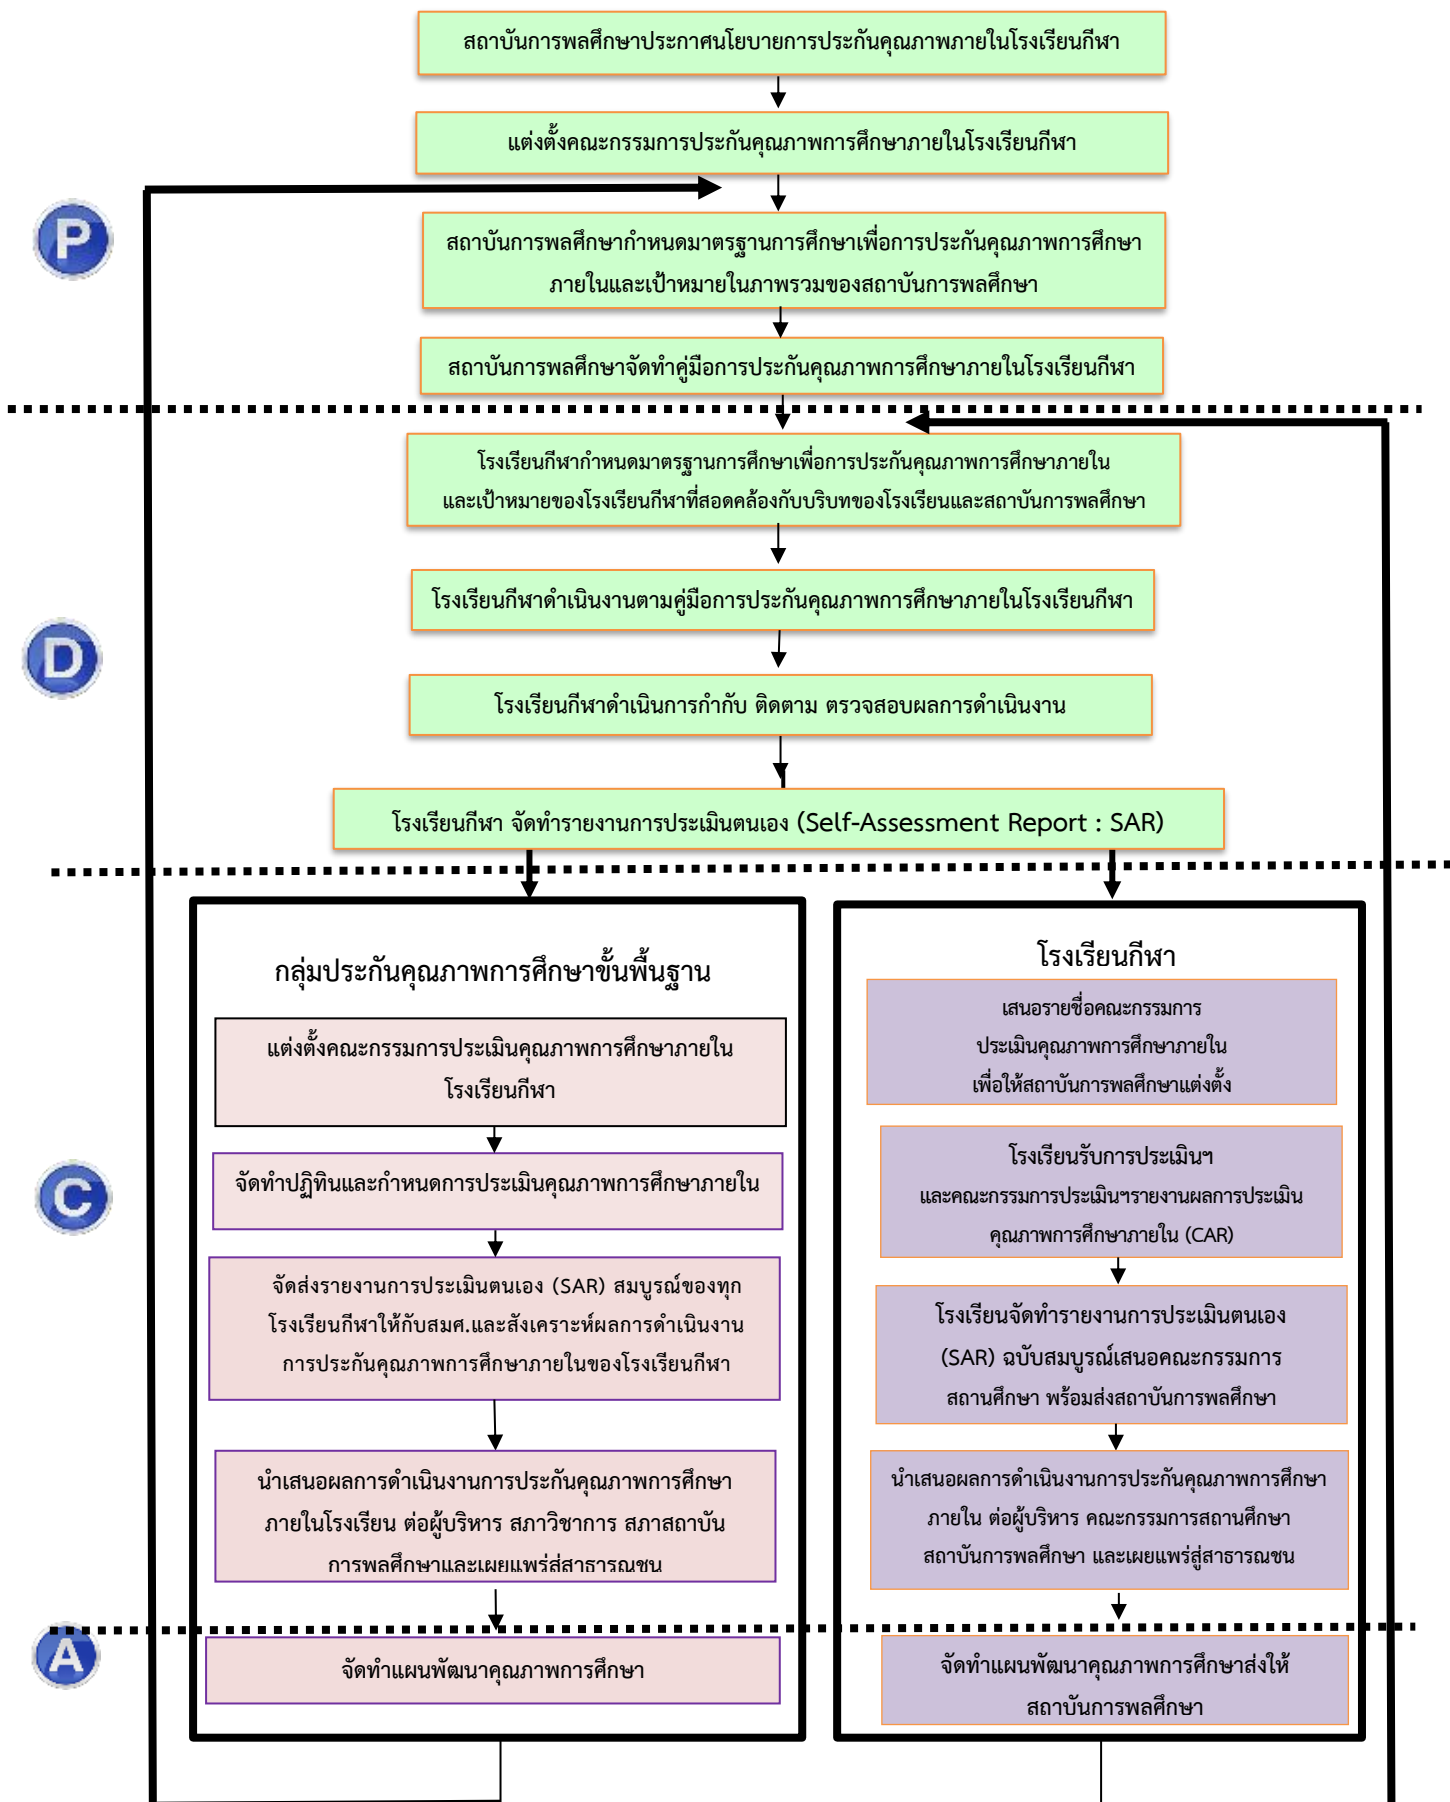 สถาบันการพลศึกษาประกาศนโยบายการประกันคุณภาพภายในโรงเรียนกีฬา
แต่งตั้งคณะกรรมการประกันคุณภาพการศึกษาภายในโรงเรียนกีฬา
P
สถาบันการพลศึกษากำหนดมาตรฐานการศึกษาเพื่อการประกันคุณภาพการศึกษา
ภายในและเป้าหมายในภาพรวมของสถาบันการพลศึกษา
สถาบันการพลศึกษาจัดทำคู่มือการประกันคุณภาพการศึกษาภายในโรงเรียนกีฬา
โรงเรียนกีฬากำหนดมาตรฐานการศึกษาเพื่อการประกันคุณภาพการศึกษาภายใน
และเป้าหมายของโรงเรียนกีฬาที่สอดคล้องกับบริบทของโรงเรียนและสถาบันการพลศึกษา
โรงเรียนกีฬาดำเนินงานตามคู่มือการประกันคุณภาพการศึกษาภายในโรงเรียนกีฬา
D
โรงเรียนกีฬาดำเนินการกำกับ ติดตาม ตรวจสอบผลการดำเนินงาน
โรงเรียนกีฬา จัดทำรายงานการประเมินตนเอง (Self-Assessment Report : SAR)
กลุ่มประกันคุณภาพการศึกษาขั้นพื้นฐาน
แต่งตั้งคณะกรรมการประเมินคุณภาพการศึกษาภายใน
โรงเรียนกีฬา
จัดทำปฏิทินและกำหนดการประเมินคุณภาพการศึกษาภายใน
C
จัดส่งรายงานการประเมินตนเอง (SAR) สมบูรณ์ของทุก
โรงเรียนกีฬาให้กับสมศ.และสังเคราะห์ผลการดำเนินงาน
การประกันคุณภาพการศึกษาภายในของโรงเรียนกีฬา
นำเสนอผลการดำเนินงานการประกันคุณภาพการศึกษา
ภายในโรงเรียน ต่อผู้บริหาร สภาวิชาการ สภาสถาบัน
การพลศึกษาและเผยแพร่สู่สาธารณชน
A
จัดทำแผนพัฒนาคุณภาพการศึกษา
โรงเรียนกีฬา
เสนอรายชื่อคณะกรรมการ
ประเมินคุณภาพการศึกษาภายใน
เพื่อให้สถาบันการพลศึกษาแต่งตั้ง
โรงเรียนรับการประเมินฯ
และคณะกรรมการประเมินฯรายงานผลการประเมิน
คุณภาพการศึกษาภายใน (CAR)
โรงเรียนจัดทำรายงานการประเมินตนเอง
(SAR) ฉบับสมบูรณ์เสนอคณะกรรมการ
สถานศึกษา พร้อมส่งสถาบันการพลศึกษา
นำเสนอผลการดำเนินงานการประกันคุณภาพการศึกษา
ภายใน ต่อผู้บริหาร คณะกรรมการสถานศึกษา
สถาบันการพลศึกษา และเผยแพร่สู่สาธารณชน
จัดทำแผนพัฒนาคุณภาพการศึกษาส่งให้
สถาบันการพลศึกษา